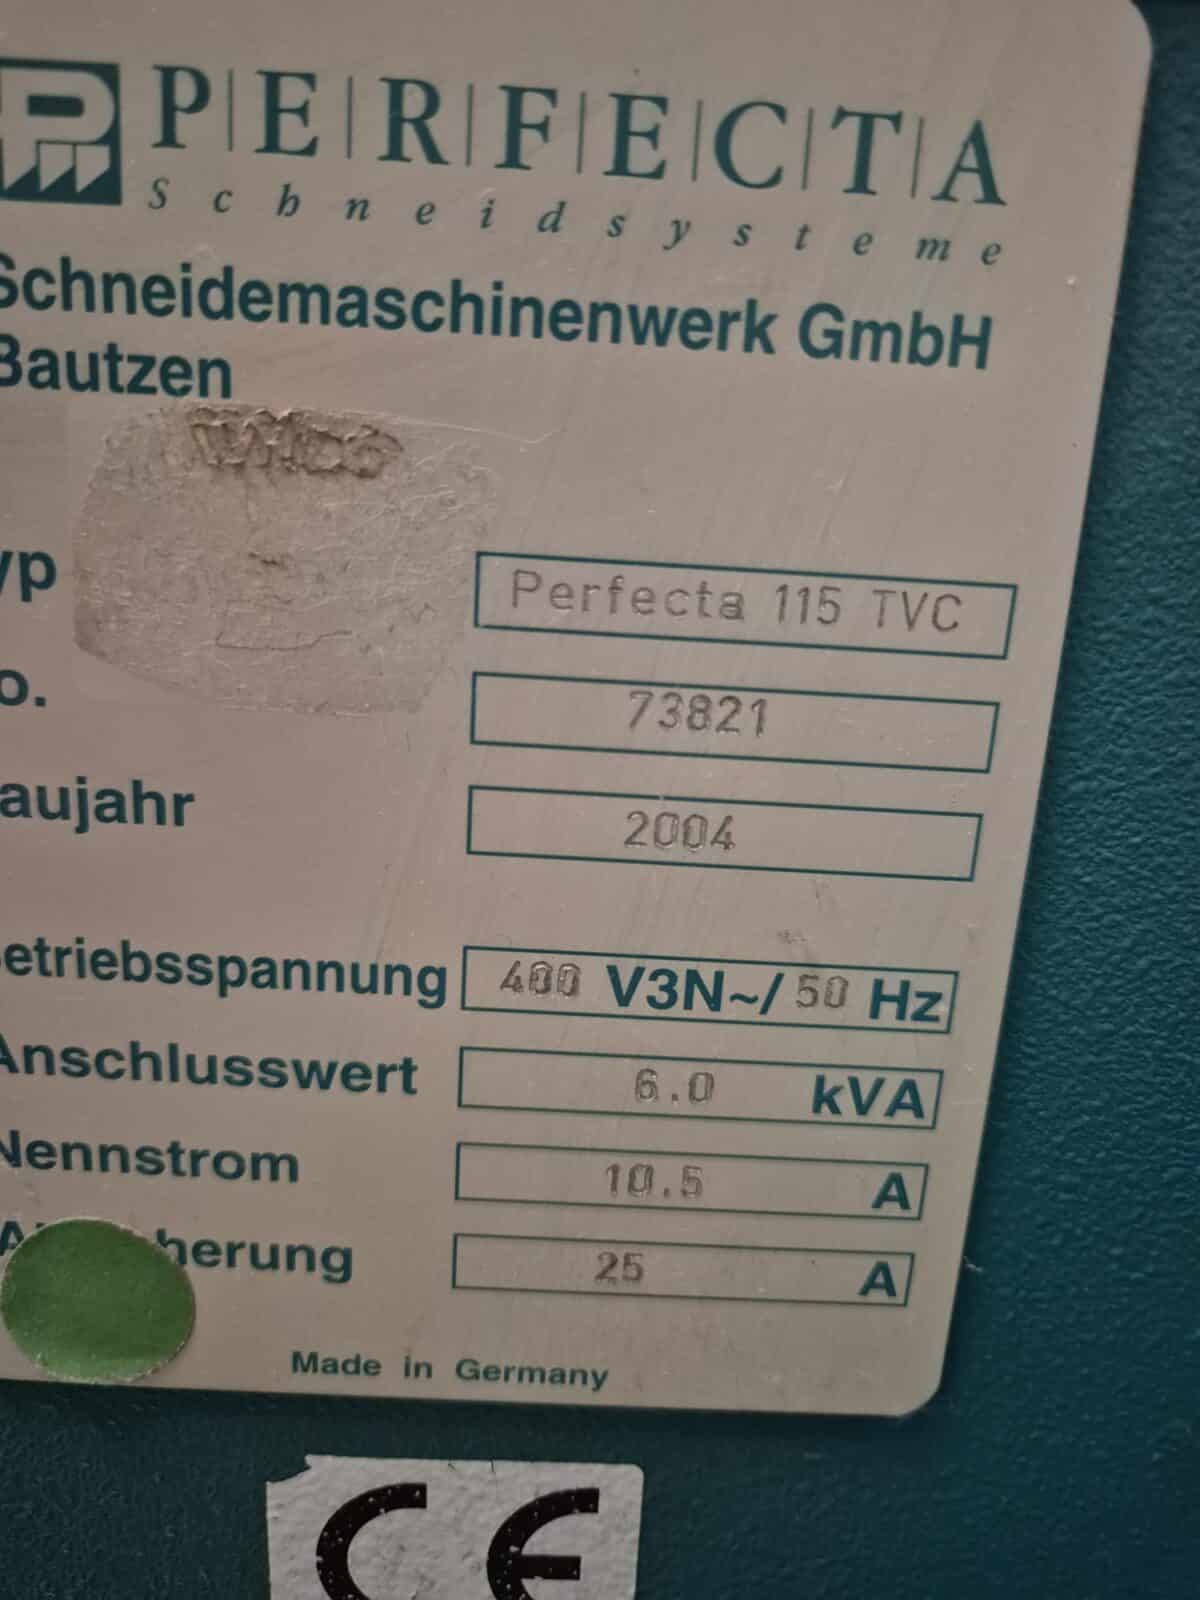 P|E|R|F|E|C|T|A
Schneidsysteme
Schneidemaschinenwerk GmbH
Bautzen
yp Perfecta 115 TVC
o. 73821
aujahr 2004
etriebsspannung 400 V3N~/ 50 Hz
Anschlusswert 6.0 kVA
Nennstrom 10.5 A
herung 25 A
Made in Germany
CE